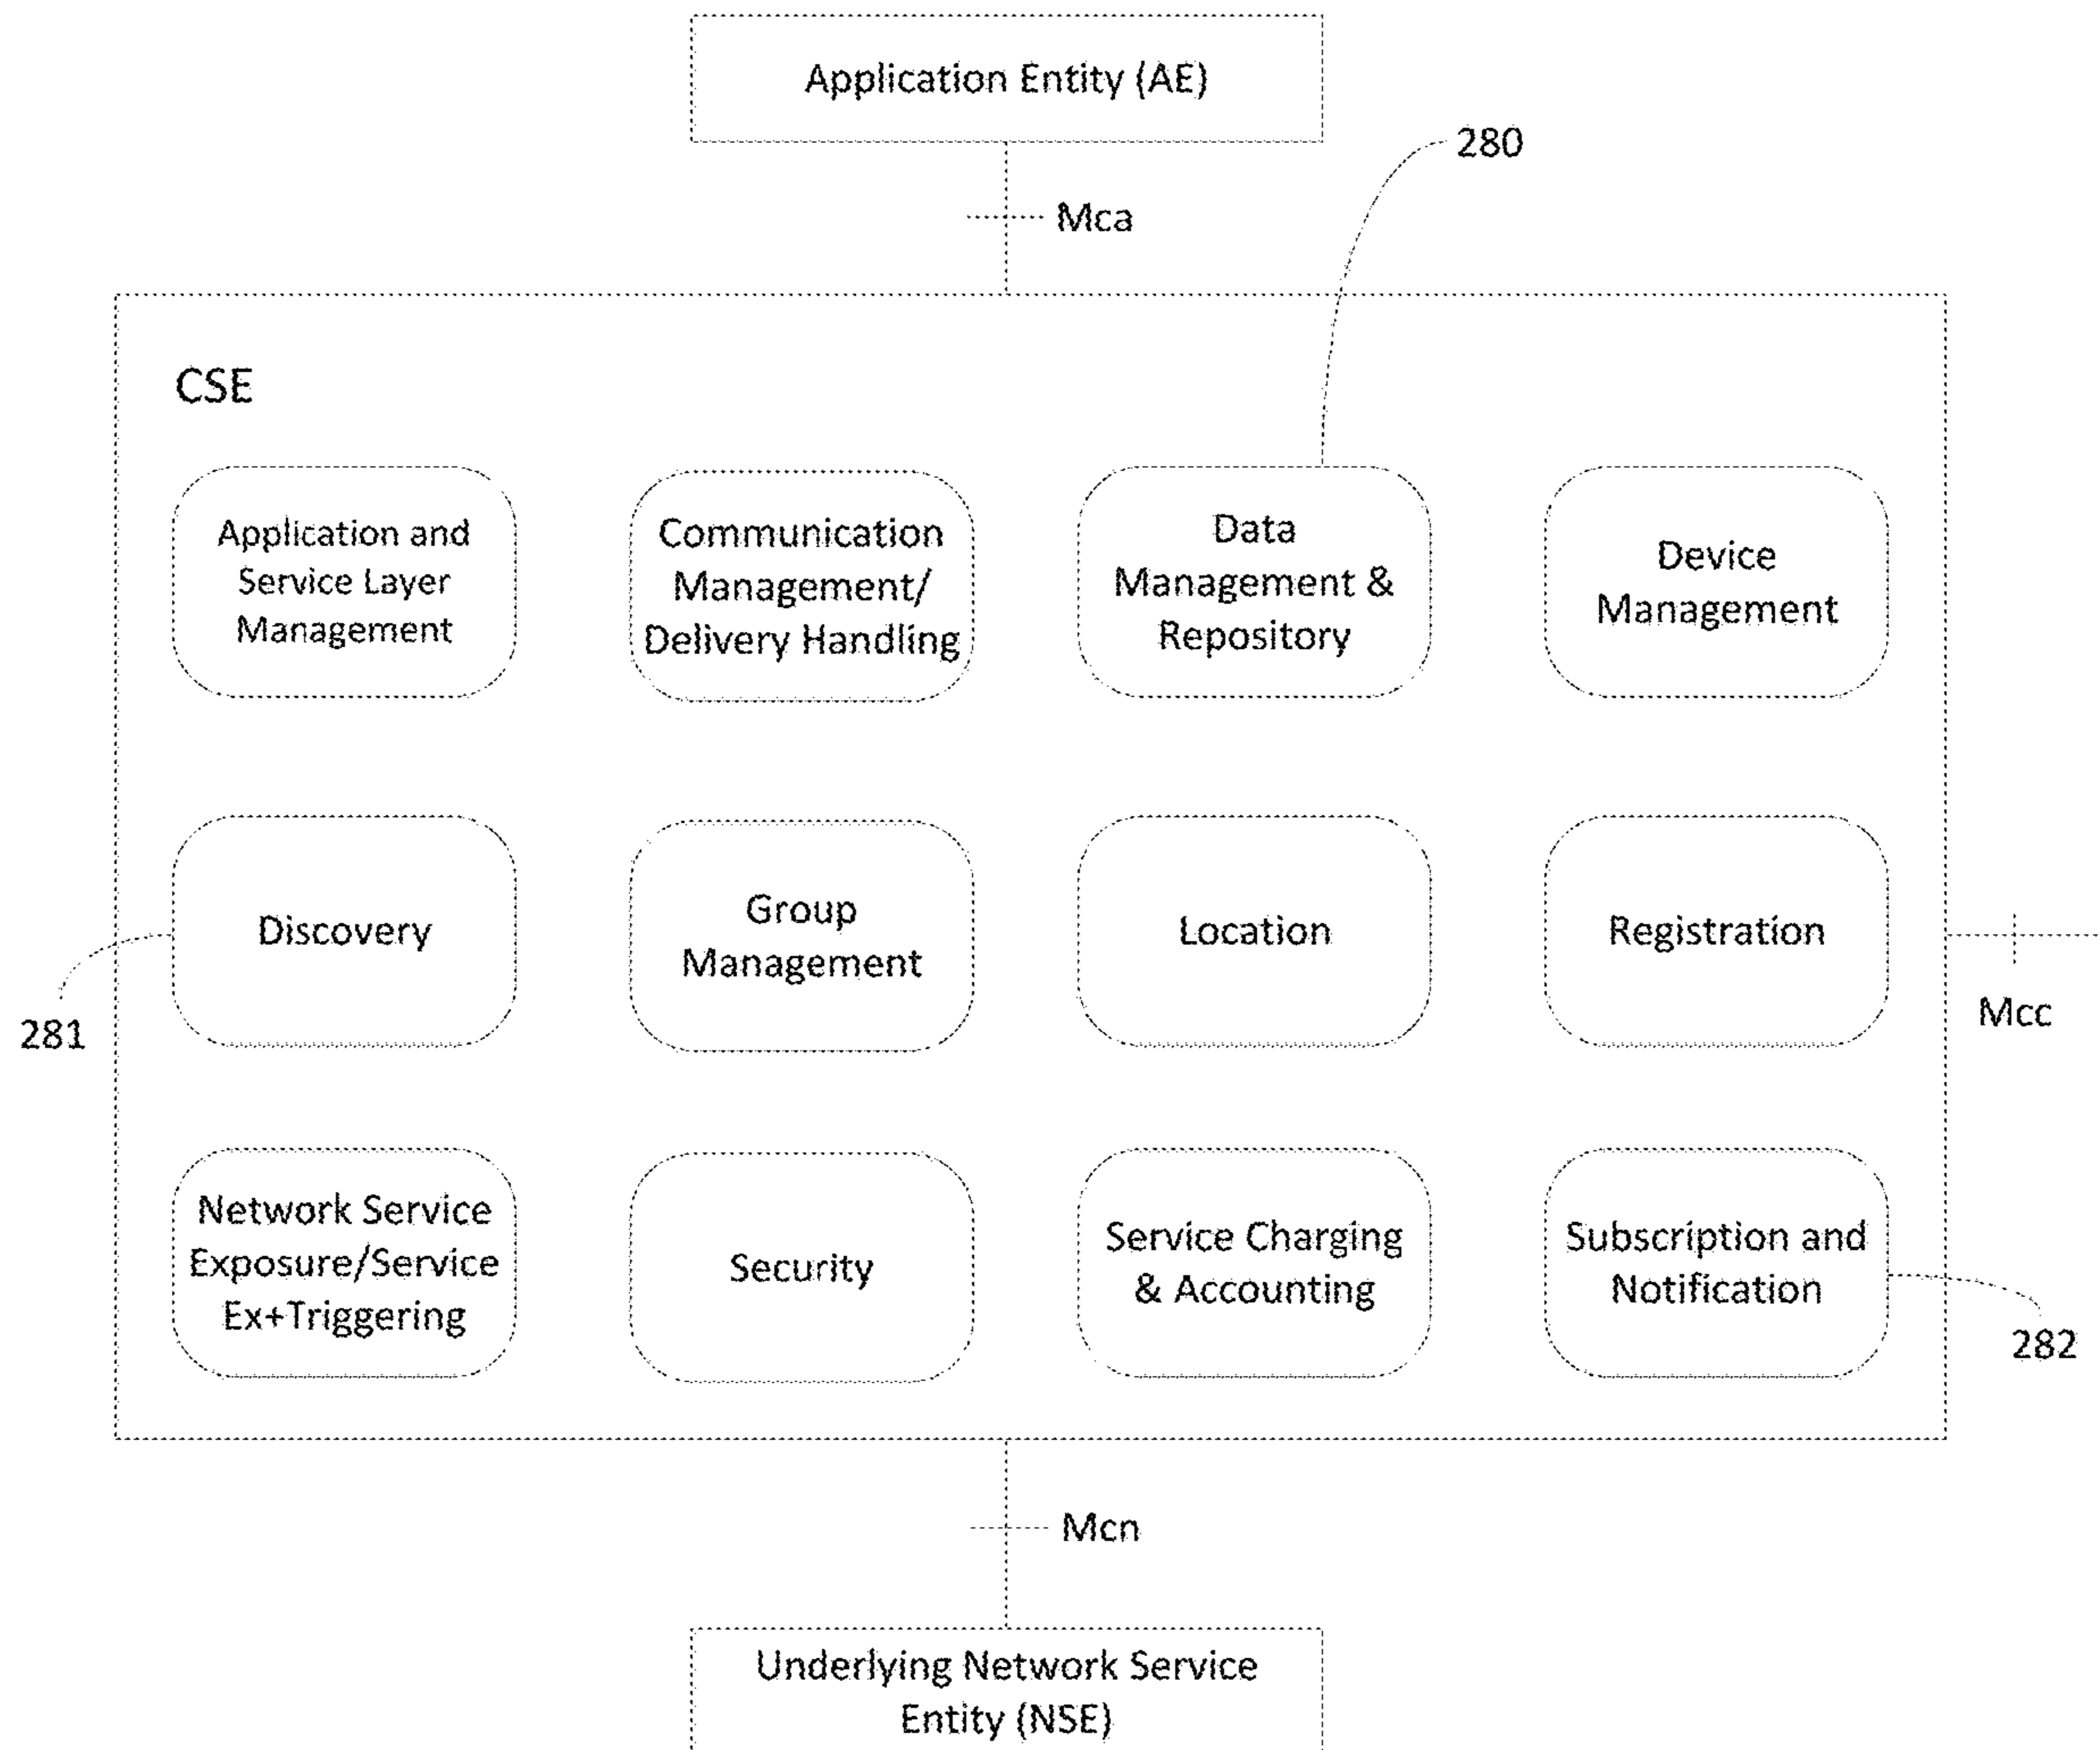 Application Entity (AE)
280
Mca
CSE
Application and
Service Layer
Management
Communication
Management/
Delivery Handling
Data
Management &
Repository
Device
Management
Discovery
Group
Management
Location
Registration
281
Mcc
Network Service
Exposure/Service
Ex+Triggering
Security
Service Charging
& Accounting
Subscription and
Notification
282
Mcn
Underlying Network Service
Entity (NSE)